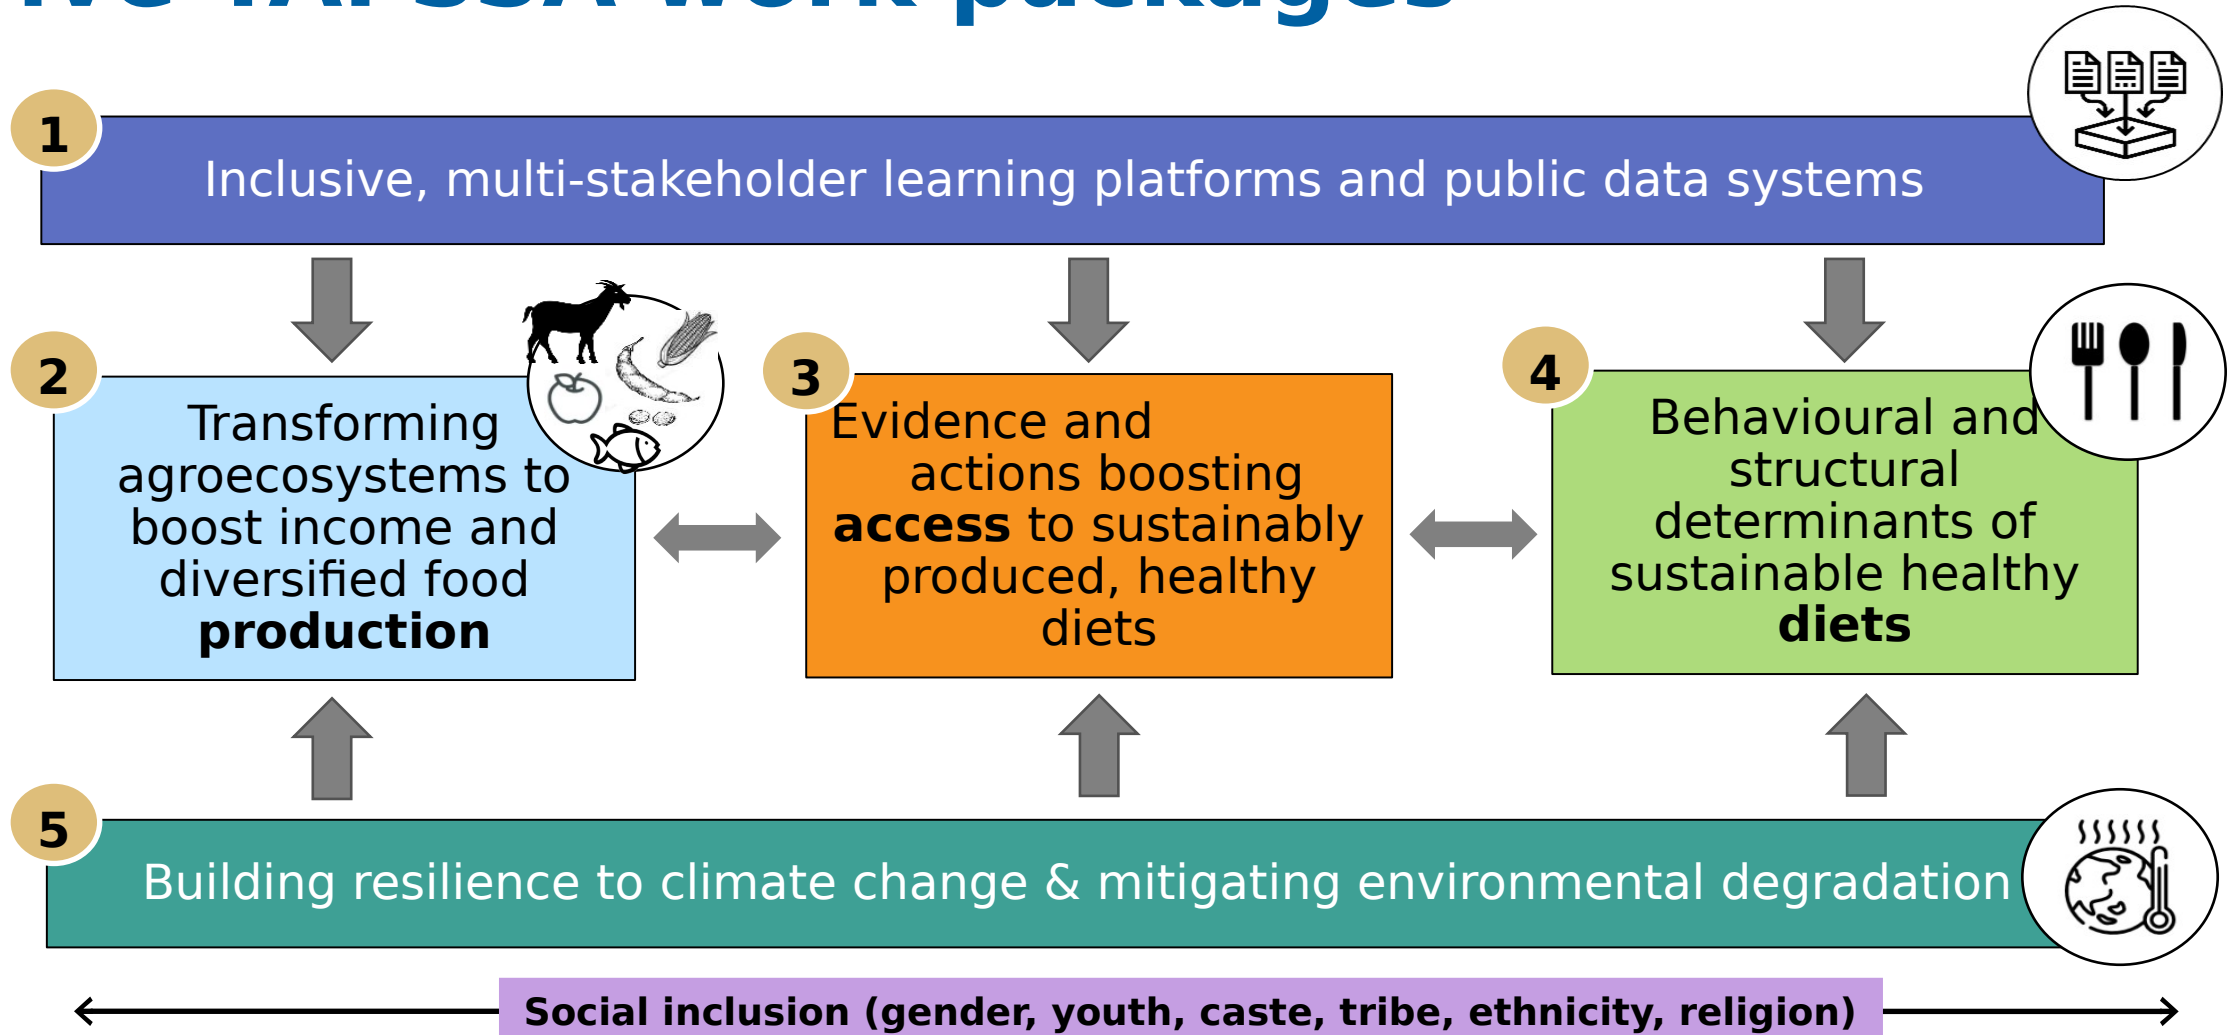 TAFSSA work packages
1
Inclusive, multi-stakeholder learning platforms and public data systems
2
Transforming
agroecosystems to
boost income and
diversified food
production
3
Evidence and
actions boosting
access to sustainably
produced, healthy
diets
4
Behavioural and
structural
determinants of
sustainable healthy
diets
5
Building resilience to climate change & mitigating environmental degradation
Social inclusion (gender, youth, caste, tribe, ethnicity, religion)